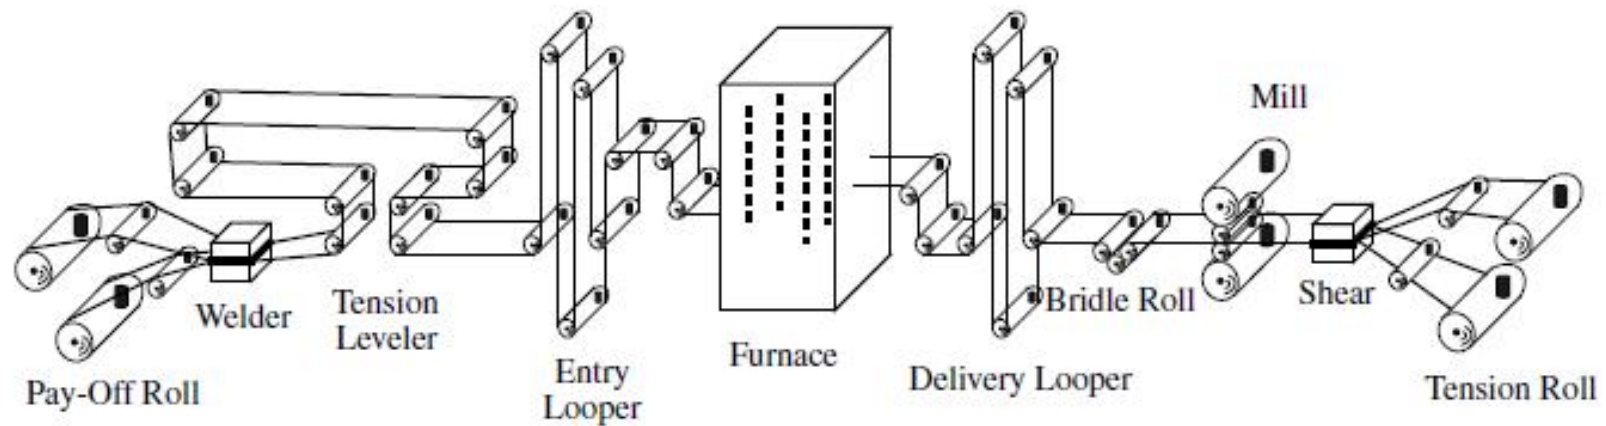 Mill
Welder
Tension
Leveler
Bridle Roll
Shear
Furnace
Entry
Looper
Delivery Looper
Pay-Off Roll
Tension Roll